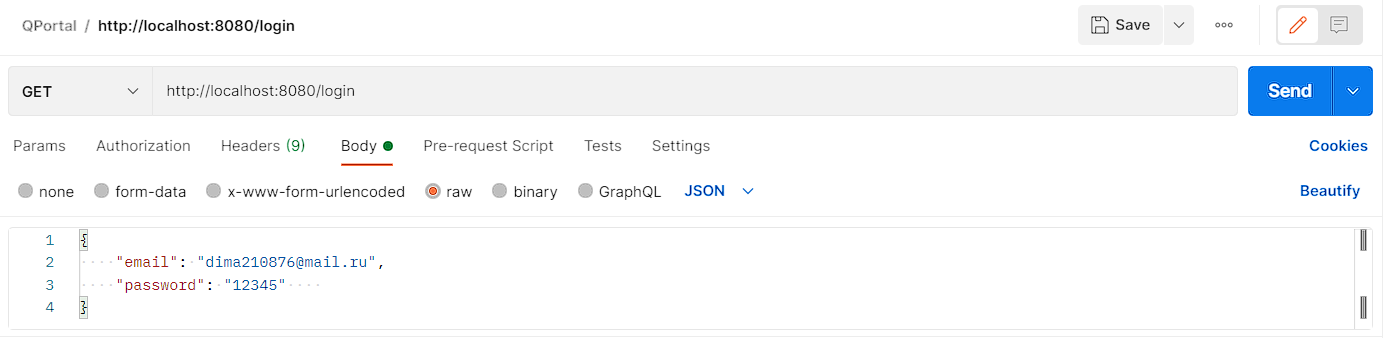 QPortal / http://localhost:8080/login
Save
GET http://localhost:8080/login Send
Params Authorization Headers (9) Body Pre-request Script Tests Settings Cookies
none form-data x-www-form-urlencoded raw binary GraphQL JSON Beautify
1 {
2 ····"email":·"dima210876@mail.ru",
3 ····"password":·"12345"····
4 }